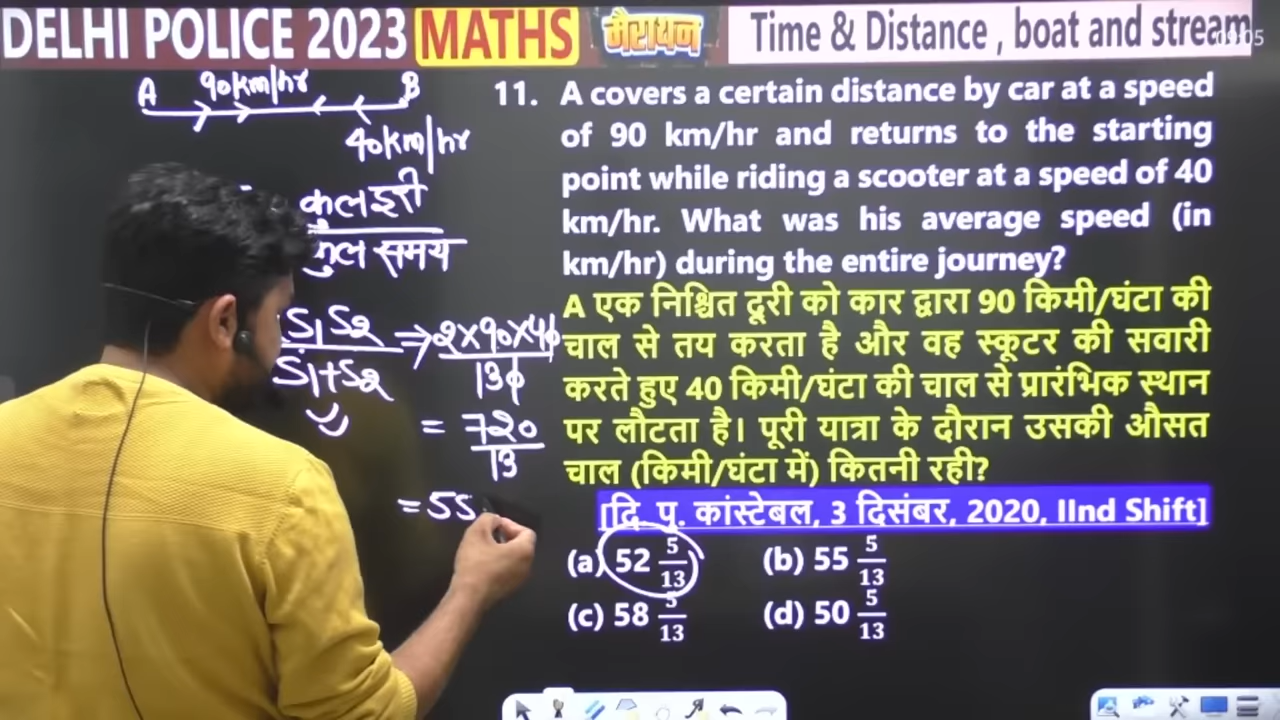 DELHI POLICE 2023 MATHS मैराथन Time & Distance , boat and stream
A 90km/hr B
40km/hr
कुल दूरी
कुल समय
S1S2 ⇒ 2×90×40
S1+S2 130
= 720
13
= 55
11. A covers a certain distance by car at a speed
of 90 km/hr and returns to the starting
point while riding a scooter at a speed of 40
km/hr. What was his average speed (in
km/hr) during the entire journey?
A एक निश्चित दूरी को कार द्वारा 90 किमी/घंटा की
चाल से तय करता है और वह स्कूटर की सवारी
करते हुए 40 किमी/घंटा की चाल से प्रारंभिक स्थान
पर लौटता है। पूरी यात्रा के दौरान उसकी औसत
चाल (किमी/घंटा में) कितनी रही?
[दि. पु. कांस्टेबल, 3 दिसंबर, 2020, IInd Shift]
(a) 52 5/13 (b) 55 5/13
(c) 58 5/13 (d) 50 5/13